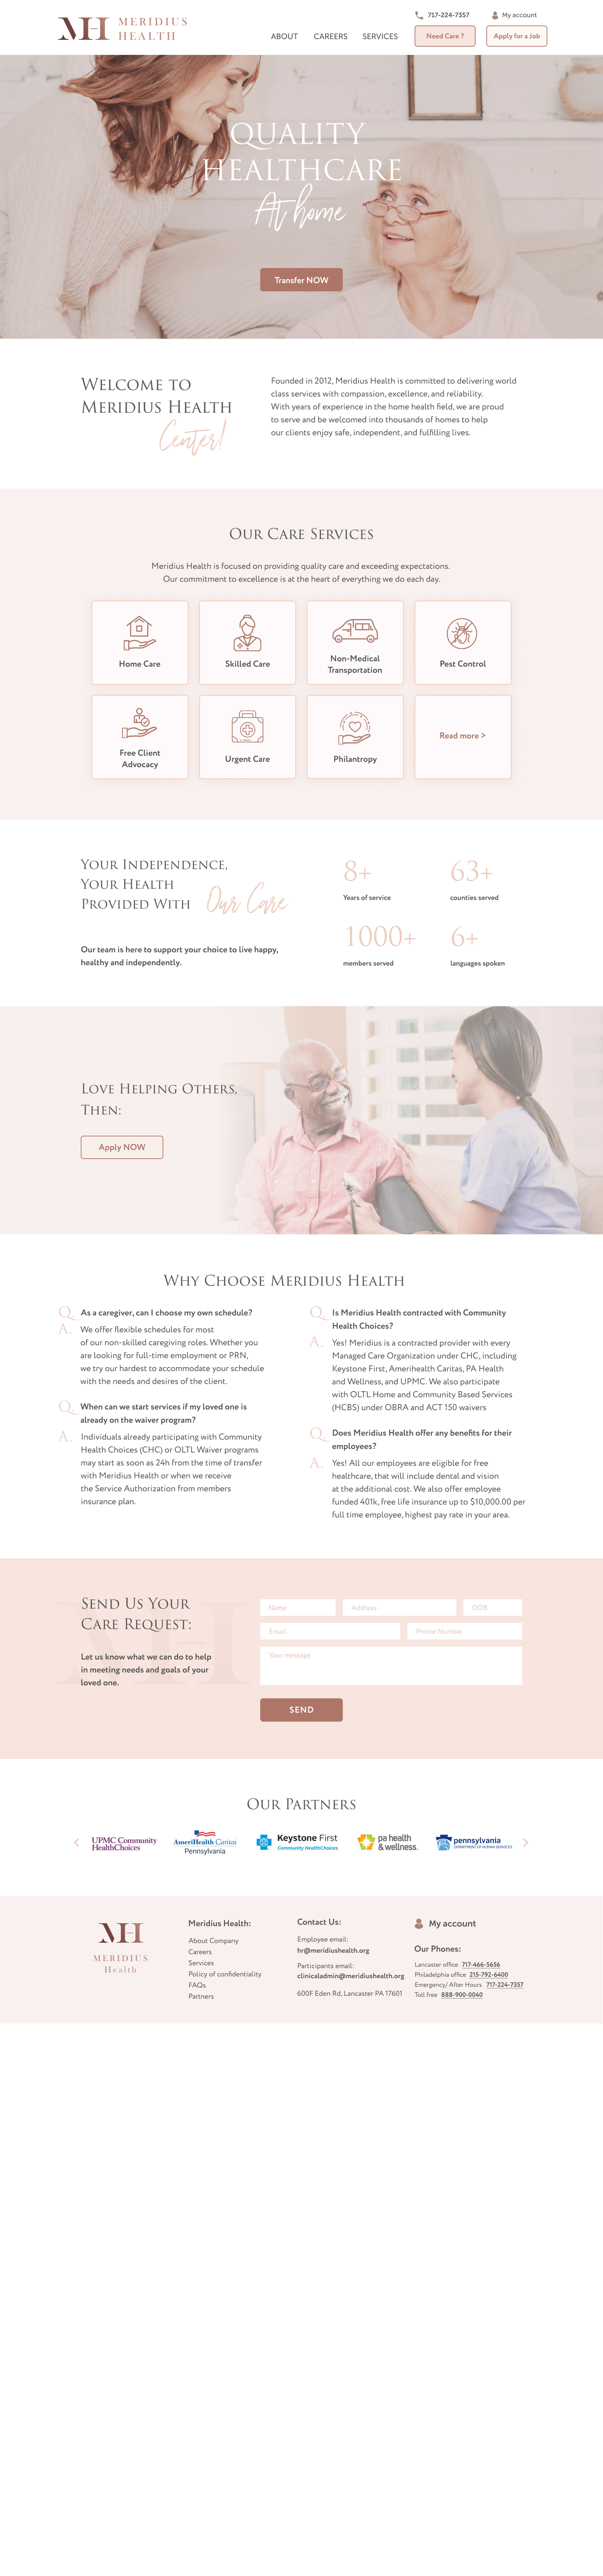 MH MERIDIUS
HEALTH
717-224-7357
My account
ABOUT
CAREERS
SERVICES
Need Care ?
Apply for a Job
QUALITY
HEALTHCARE
At home
Transfer NOW
Welcome to
Meridius Health
Center!
Founded in 2012, Meridius Health is committed to delivering world
class services with compassion, excellence, and reliability.
With years of experience in the home health field, we are proud
to serve and be welcomed into thousands of homes to help
our clients enjoy safe, independent, and fulfilling lives.
Our Care Services
Meridius Health is focused on providing quality care and exceeding expectations.
Our commitment to excellence is at the heart of everything we do each day.
Home Care
Skilled Care
Non-Medical
Transportation
Pest Control
Free Client
Advocacy
Urgent Care
Philantropy
Read more >
Your Independence,
Your Health
Provided With
Our Care
Our team is here to support your choice to live happy,
healthy and independently.
8+
Years of service
63+
counties served
1000+
members served
6+
languages spoken
Love Helping Others,
Then:
Apply NOW
Why Choose Meridius Health
Q.
As a caregiver, can I choose my own schedule?
A.
We offer flexible schedules for most
of our non-skilled caregiving roles. Whether you
are looking for full-time employment or PRN,
we try our hardest to accommodate your schedule
with the needs and desires of the client.
Q.
When can we start services if my loved one is
already on the waiver program?
A.
Individuals already participating with Community
Health Choices (CHC) or OLTL Waiver programs
may start as soon as 24h from the time of transfer
with Meridius Health or when we receive
the Service Authorization from members
insurance plan.
Q.
Is Meridius Health contracted with Community
Health Choices?
A.
Yes! Meridius is a contracted provider with every
Managed Care Organization under CHC, including
Keystone First, Amerihealth Caritas, PA Health
and Wellness, and UPMC. We also participate
with OLTL Home and Community Based Services
(HCBS) under OBRA and ACT 150 waivers
Q.
Does Meridius Health offer any benefits for their
employees?
A.
Yes! All our employees are eligible for free
healthcare, that will include dental and vision
at the additional cost. We also offer employee
funded 401k, free life insurance up to $10,000.00 per
full time employee, highest pay rate in your area.
MH
Send Us Your
Care Request:
Let us know what we can do to help
in meeting needs and goals of your
loved one.
Name
Address
DOB
Email
Phone Number
Your message
SEND
Our Partners
UPMC Community
HealthChoices
AmeriHealth Caritas
Pennsylvania
Keystone First
Community HealthChoices
pa health
& wellness.
pennsylvania
DEPARTMENT OF HUMAN SERVICES
MH
MERIDIUS
Health
Meridius Health:
About Company
Careers
Services
Policy of confidentiality
FAQs
Partners
Contact Us:
Employee email:
hr@meridiushealth.org
Participants email:
clinicaladmin@meridiushealth.org
600F Eden Rd, Lancaster PA 17601
My account
Our Phones:
Lancaster office 717-466-5656
Philadelphia office 215-792-6400
Emergency/ After Hours 717-224-7357
Toll free 888-900-0040